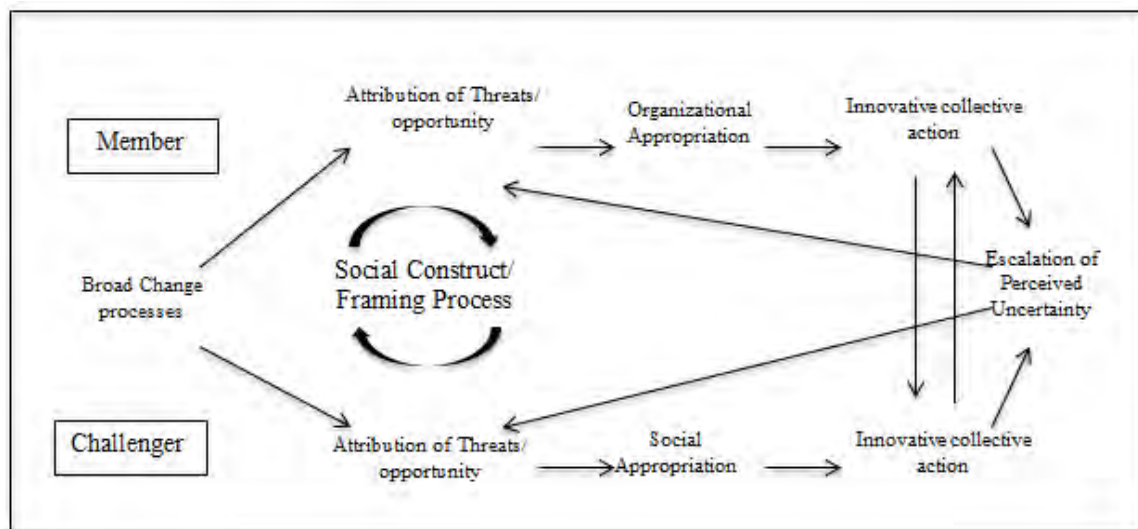 Attribution of Threats/
opportunity
Organizational
Appropriation
Innovative collective
action
Member
Social Construct/
Framing Process
Broad Change
processes
Escalation of
Perceived
Uncertainty
Challenger
Attribution of Threats/
opportunity
Social
Appropriation
Innovative collective
action